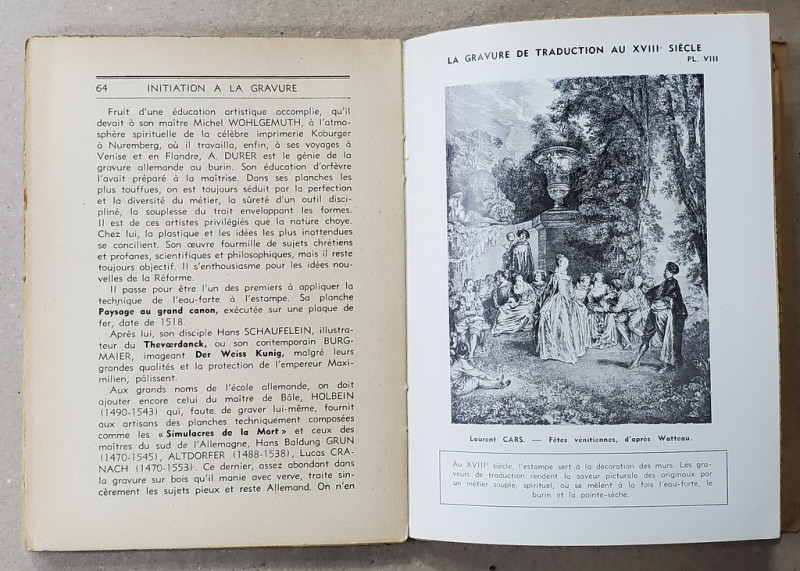 64 INITIATION A LA GRAVURE
Fruit d'une éducation artistique accomplie, qu'il
devait à son maître Michel WOHLGEMUTH, à l'atmo-
sphère spirituelle de la célèbre imprimerie Koburger
à Nuremberg, où il travailla, enfin, à ses voyages à
Venise et en Flandre, A. DURER est le génie de la
gravure allemande au burin. Son éducation d'orfèvre
l'avait préparé à la maîtrise. Dans ses planches les
plus touffues, on est toujours séduit par la perfection
et la diversité du métier, la sûreté d'un outil disci-
pliné, la souplesse du trait enveloppant les formes.
Il est de ces artistes privilégiés que la nature choye.
Chez lui, la plastique et les idées les plus inattendues
se concilient. Son œuvre fourmille de sujets chrétiens
et profanes, scientifiques et philosophiques, mais il reste
toujours objectif. Il s'enthousiasme pour les idées nou-
velles de la Réforme.
Il passe pour être l'un des premiers à appliquer la
technique de l'eau-forte à l'estampe. Sa planche
Paysage au grand canon, exécutée sur une plaque de
fer, date de 1518.
Après lui, son disciple Hans SCHAUFELEIN, illustra-
teur du Thevœrdanck, ou son contemporain BURG-
MAIER, imageant Der Weiss Kunig, malgré leurs
grandes qualités et la protection de l'empereur Maxi-
milien, pâlissent.
Aux grands noms de l'école allemande, on doit
ajouter encore celui du maître de Bâle, HOLBEIN
(1490-1543) qui, faute de graver lui-même, fournit
aux artisans des planches techniquement composées
comme les « Simulacres de la Mort » et ceux des
maîtres du sud de l'Allemagne, Hans Baldung GRUN
(1470-1545), ALTDORFER (1488-1538), Lucas CRA-
NACH (1470-1553). Ce dernier, assez abondant dans
la gravure sur bois qu'il manie avec verve, traite sin-
cèrement les sujets pieux et reste Allemand. On n'en
LA GRAVURE DE TRADUCTION AU XVIIIe SIÈCLE
PL. VIII
Laurent CARS. — Fêtes vénitiennes, d'après Watteau.
Au XVIIIe siècle, l'estampe sert à la décoration des murs. Les gra-
veurs de traduction rendent la saveur picturale des originaux par
un métier souple, spirituel, où se mêlent à la fois l'eau-forte, le
burin et la pointe-sèche.